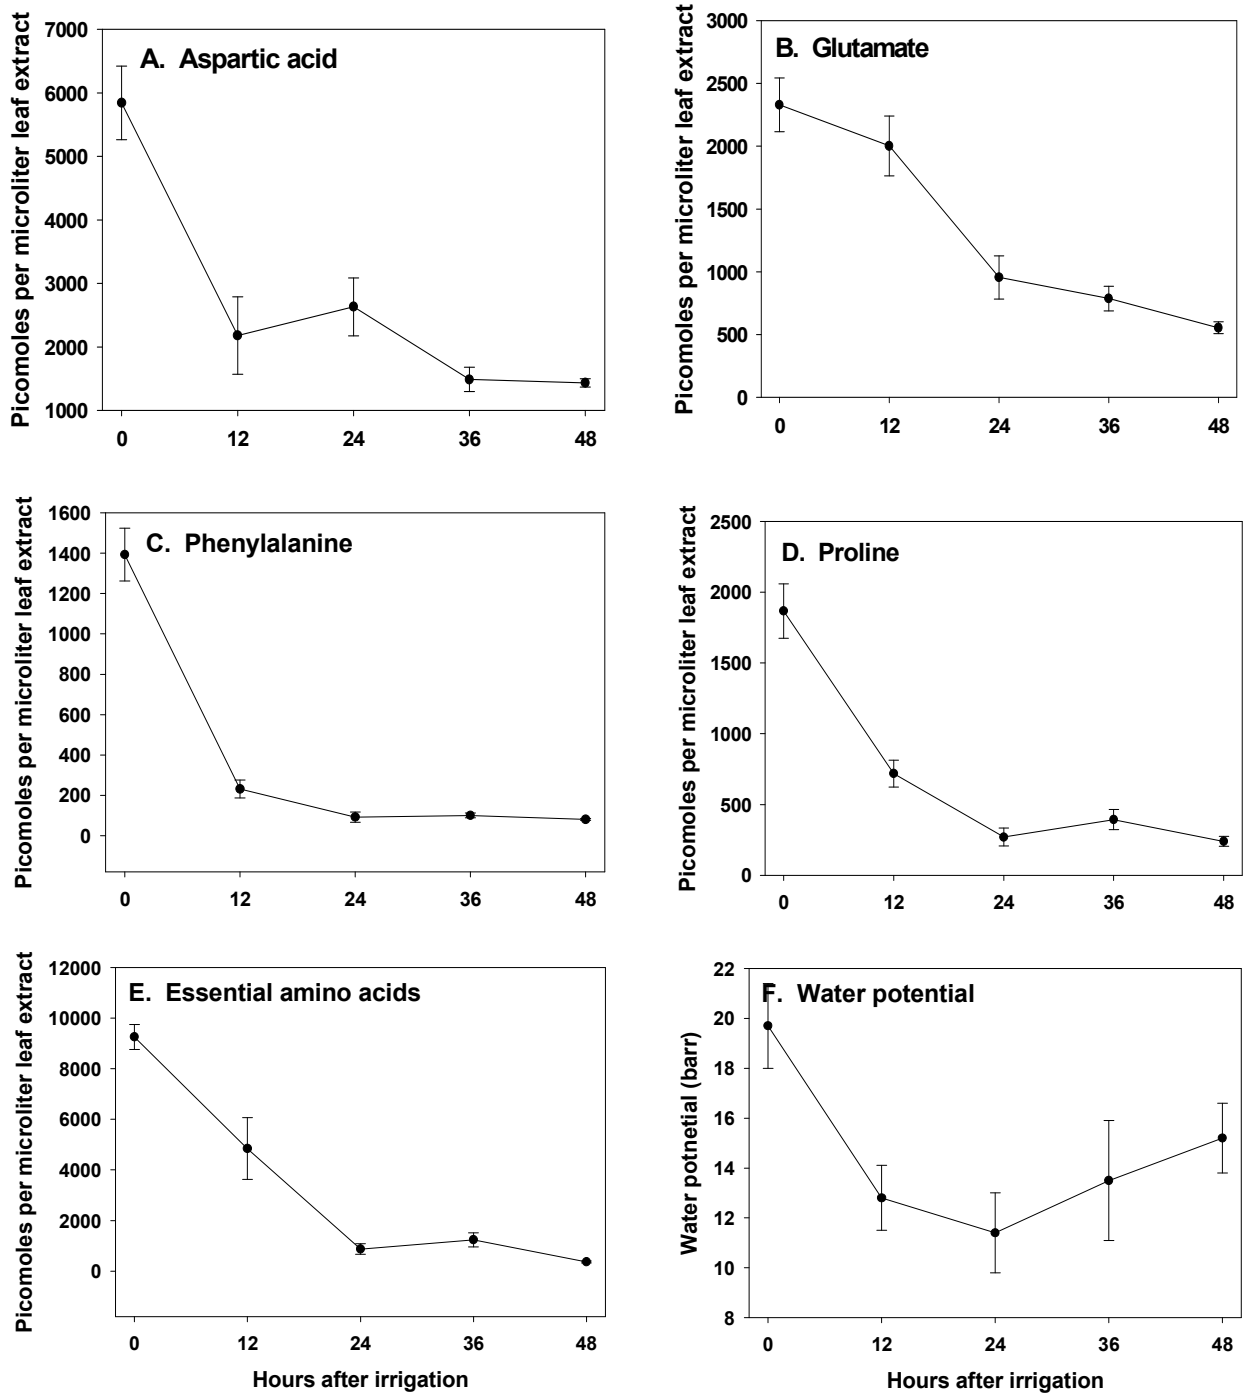 A. Aspartic acid
Picomoles per microliter leaf extract
7000
6000
5000
4000
3000
2000
1000
0 12 24 36 48
B. Glutamate
Picomoles per microliter leaf extract
3000
2500
2000
1500
1000
500
0
0 12 24 36 48
C. Phenylalanine
Picomoles per microliter leaf extract
1600
1400
1200
1000
800
600
400
200
0
0 12 24 36 48
D. Proline
Picomoles per microliter leaf extract
2500
2000
1500
1000
500
0
0 12 24 36 48
E. Essential amino acids
Picomoles per microliter leaf extract
12000
10000
8000
6000
4000
2000
0
0 12 24 36 48
Hours after irrigation
F. Water potential
Water potnetial (barr)
22
20
18
16
14
12
10
8
0 12 24 36 48
Hours after irrigation